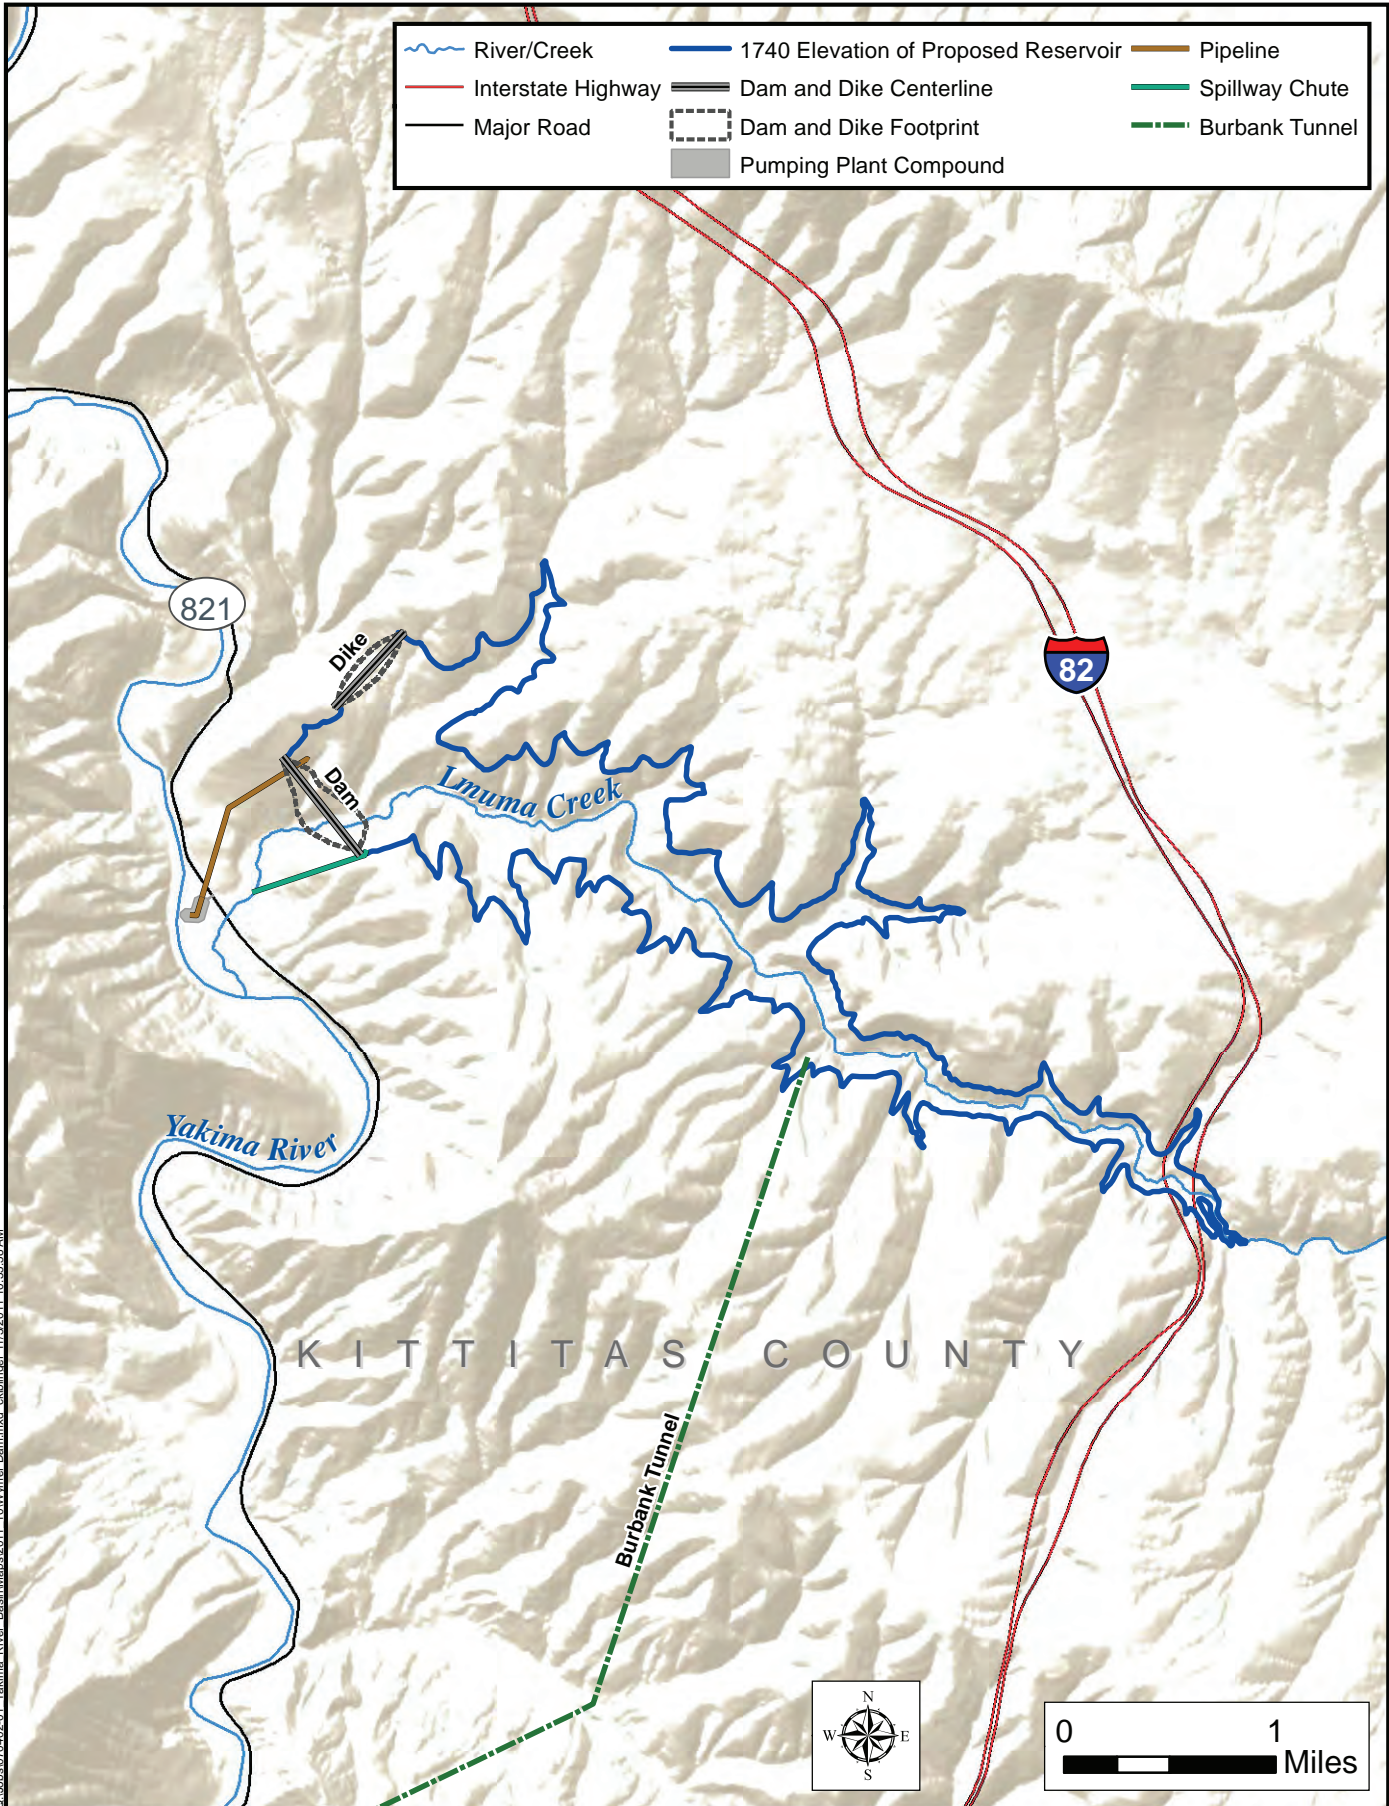 River/Creek
1740 Elevation of Proposed Reservoir
Pipeline
Interstate Highway
Dam and Dike Centerline
Spillway Chute
Major Road
Dam and Dike Footprint
Burbank Tunnel
Pumping Plant Compound
821
Dike
82
Dam
Lmuma Creek
Yakima River
KITTITAS COUNTY
Burbank Tunnel
N
W E
S
0 1
Miles